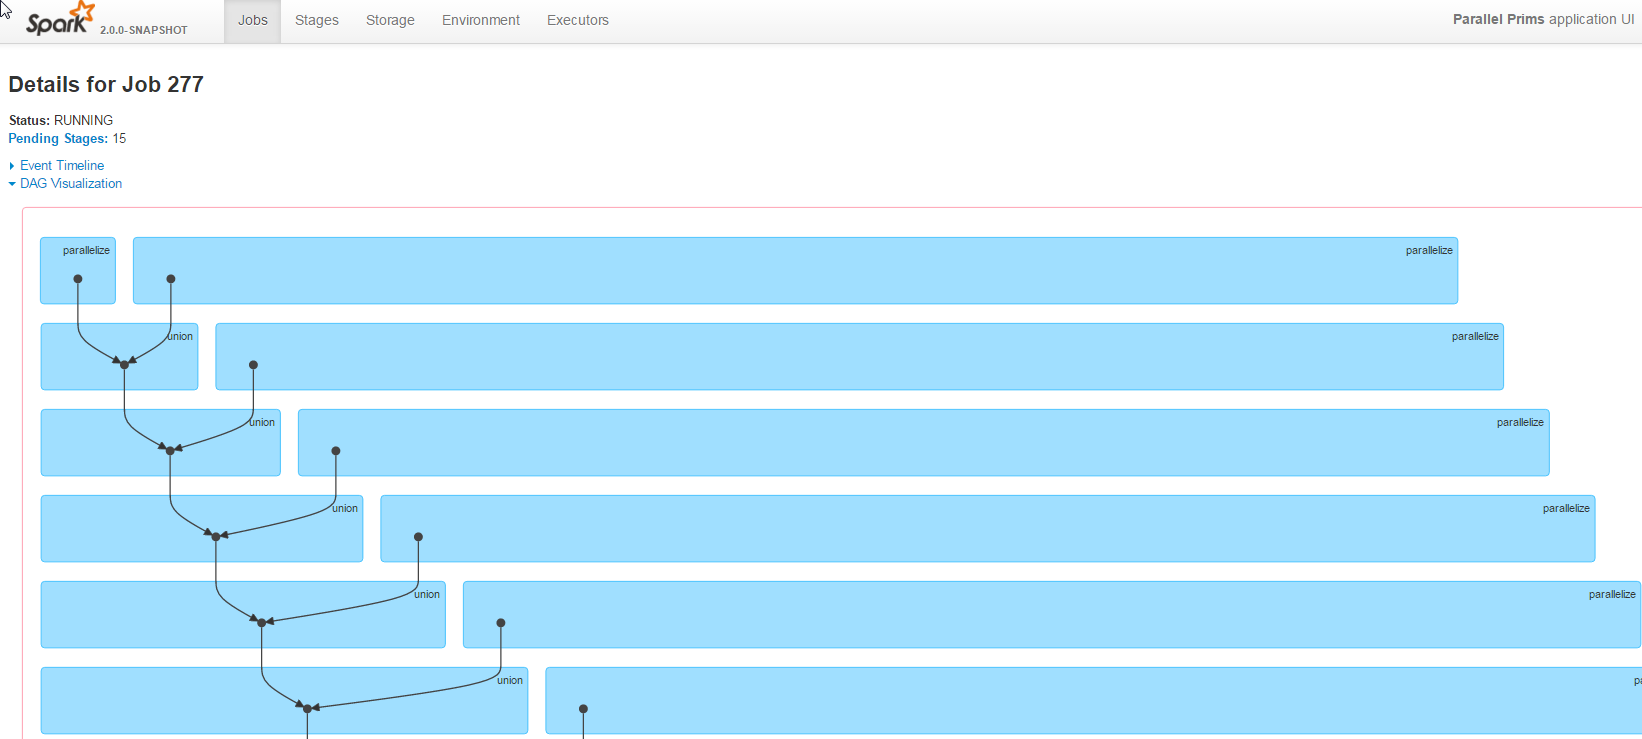 Spark 2.0.0-SNAPSHOT Jobs Stages Storage Environment Executors Parallel Prims application UI
Details for Job 277
Status: RUNNING
Pending Stages: 15
Event Timeline
DAG Visualization
parallelize parallelize
union parallelize
union parallelize
union parallelize
union parallelize
union